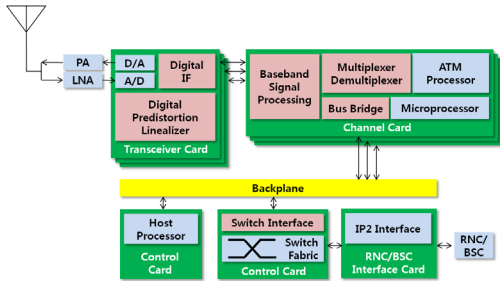 PA
LNA
D/A
A/D
Digital
IF
Digital
Predistortion
Linealizer
Transceiver Card
Baseband
Signal
Processing
Multiplexer
Demultiplexer
ATM
Processor
Bus Bridge
Microprocessor
Channel Card
Backplane
Host
Processor
Control
Card
Switch Interface
Switch
Fabric
Control Card
IP2 Interface
RNC/BSC
Interface Card
RNC/
BSC